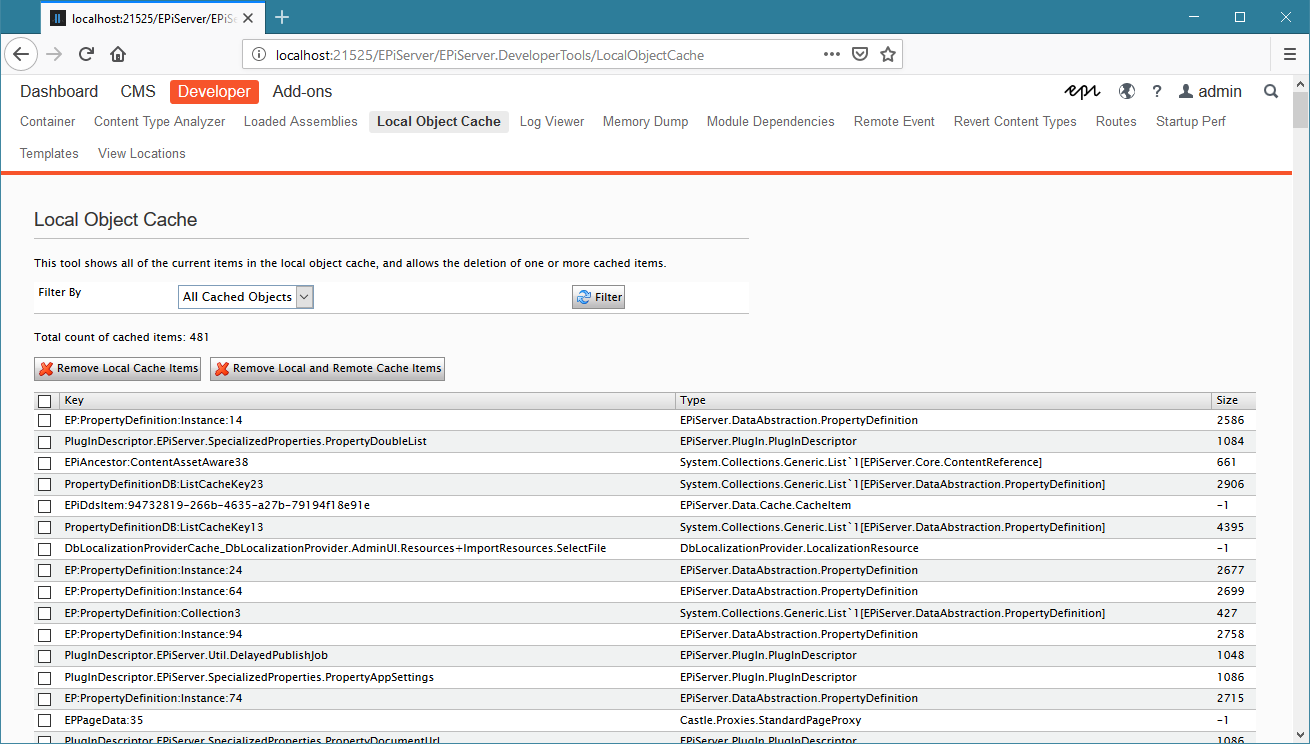 localhost:21525/EPiServer/EPiSe
localhost:21525/EPiServer/EPiServer.DeveloperTools/LocalObjectCache
Dashboard CMS Developer Add-ons epi ? admin
Container Content Type Analyzer Loaded Assemblies Local Object Cache Log Viewer Memory Dump Module Dependencies Remote Event Revert Content Types Routes Startup Perf
Templates View Locations
Local Object Cache
This tool shows all of the current items in the local object cache, and allows the deletion of one or more cached items.
Filter By All Cached Objects Filter
Total count of cached items: 481
Remove Local Cache Items Remove Local and Remote Cache Items
Key Type Size
EP:PropertyDefinition:Instance:14 EPiServer.DataAbstraction.PropertyDefinition 2586
PlugInDescriptor.EPiServer.SpecializedProperties.PropertyDoubleList EPiServer.PlugIn.PlugInDescriptor 1084
EPiAncestor:ContentAssetAware38 System.Collections.Generic.List`1[EPiServer.Core.ContentReference] 661
PropertyDefinitionDB:ListCacheKey23 System.Collections.Generic.List`1[EPiServer.DataAbstraction.PropertyDefinition] 2906
EPiDdsItem:94732819-266b-4635-a27b-79194f18e91e EPiServer.Data.Cache.CacheItem -1
PropertyDefinitionDB:ListCacheKey13 System.Collections.Generic.List`1[EPiServer.DataAbstraction.PropertyDefinition] 4395
DbLocalizationProviderCache_DbLocalizationProvider.AdminUI.Resources+ImportResources.SelectFile DbLocalizationProvider.LocalizationResource -1
EP:PropertyDefinition:Instance:24 EPiServer.DataAbstraction.PropertyDefinition 2677
EP:PropertyDefinition:Instance:64 EPiServer.DataAbstraction.PropertyDefinition 2699
EP:PropertyDefinition:Collection3 System.Collections.Generic.List`1[EPiServer.DataAbstraction.PropertyDefinition] 427
EP:PropertyDefinition:Instance:94 EPiServer.DataAbstraction.PropertyDefinition 2758
PlugInDescriptor.EPiServer.Util.DelayedPublishJob EPiServer.PlugIn.PlugInDescriptor 1048
PlugInDescriptor.EPiServer.SpecializedProperties.PropertyAppSettings EPiServer.PlugIn.PlugInDescriptor 1086
EP:PropertyDefinition:Instance:74 EPiServer.DataAbstraction.PropertyDefinition 2715
EPPageData:35 Castle.Proxies.StandardPageProxy -1
PlugInDescriptor.EPiServer.SpecializedProperties.PropertyDocumentUrl EPiServer.PlugIn.PlugInDescriptor 1086